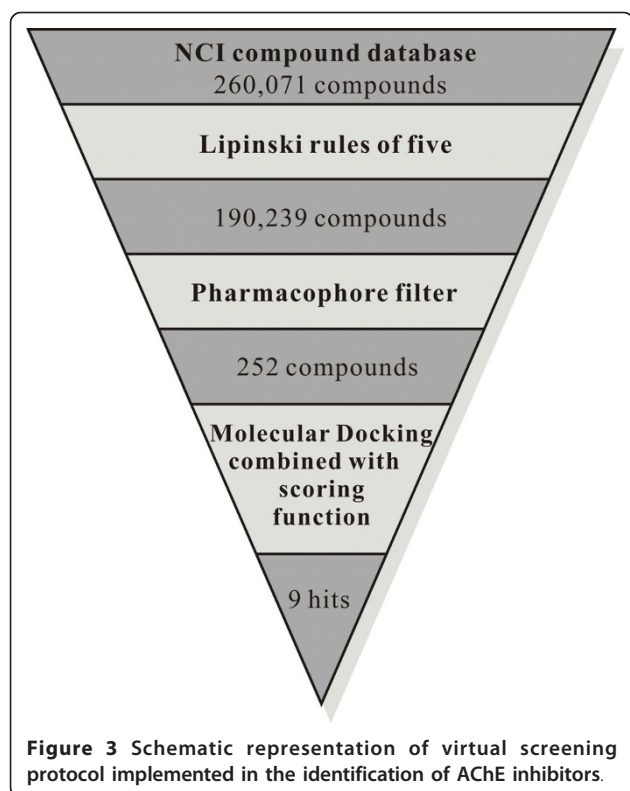 NCI compound database
260,071 compounds
Lipinski rules of five
190,239 compounds
Pharmacophore filter
252 compounds
Molecular Docking
combined with
scoring
function
9 hits
Figure 3 Schematic representation of virtual screening
protocol implemented in the identification of AChE inhibitors.